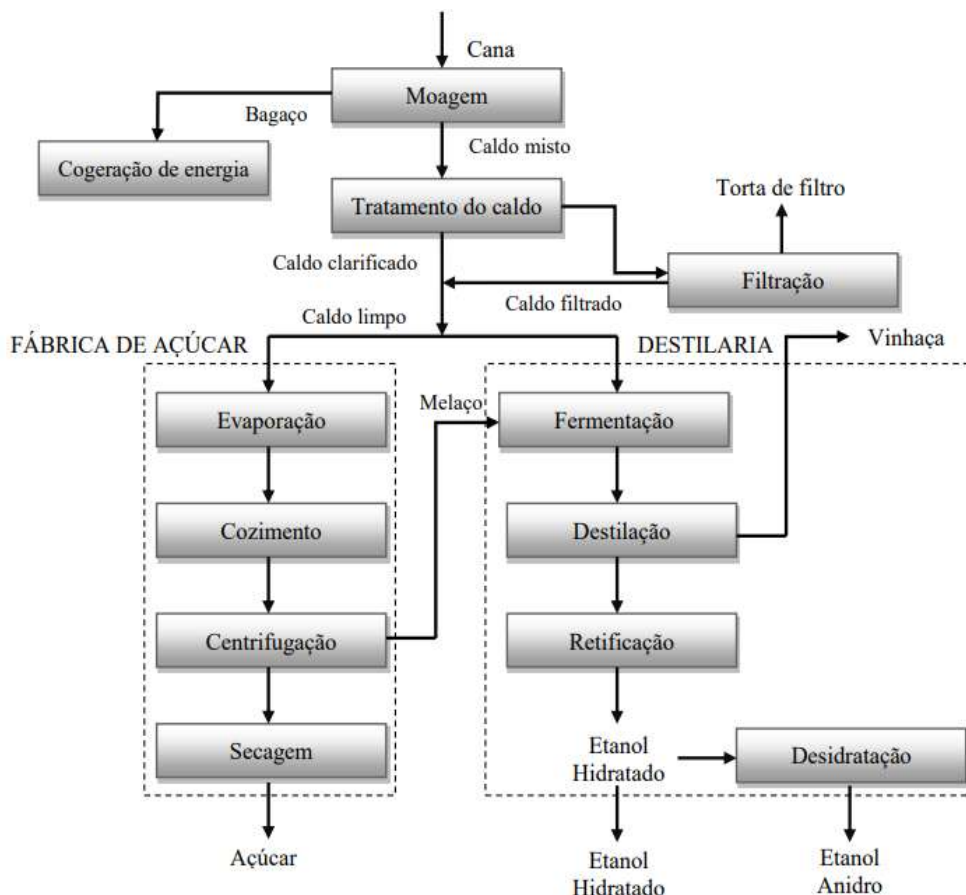 Cana
Moagem
Bagaço
Cogeração de energia
Caldo misto
Tratamento do caldo
Torta de filtro
Filtração
Caldo clarificado
Caldo filtrado
Caldo limpo
FÁBRICA DE AÇÚCAR
DESTILARIA
Vinhaça
Evaporação
Melaço
Fermentação
Cozimento
Destilação
Centrifugação
Retificação
Secagem
Etanol
Hidratado
Desidratação
Açúcar
Etanol
Hidratado
Etanol
Anidro